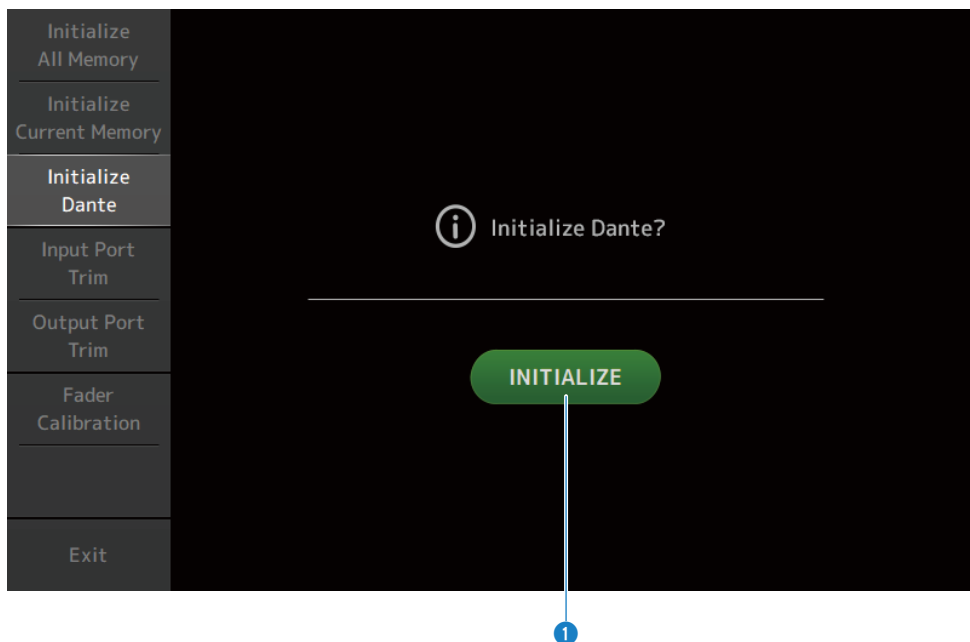 Initialize
All Memory
Initialize
Current Memory
Initialize
Dante
Input Port
Trim
Output Port
Trim
Fader
Calibration
Exit
Initialize Dante?
INITIALIZE
1